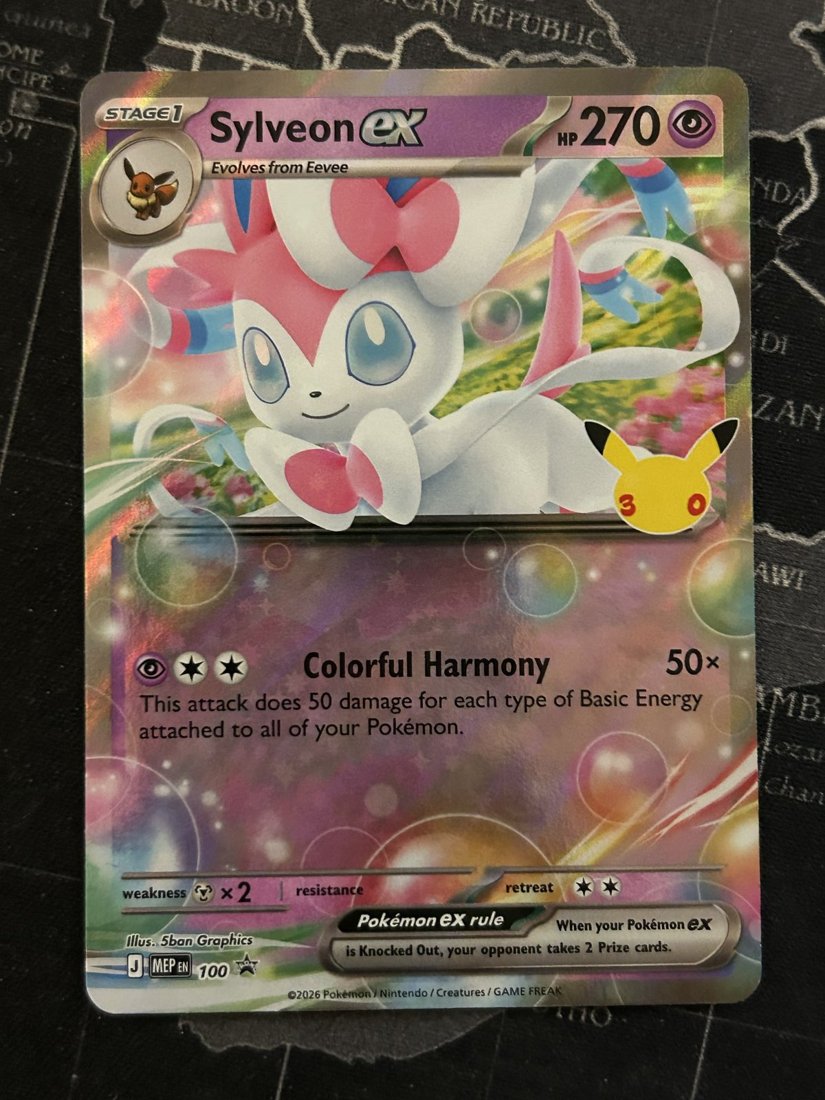 CAN REPUBLIC
STAGE1
Sylveon ex
HP 270
Evolves from Eevee
30
Colorful Harmony 50×
This attack does 50 damage for each type of Basic Energy
attached to all of your Pokémon.
weakness ×2 resistance retreat
Pokémon ex rule When your Pokémon ex
is Knocked Out, your opponent takes 2 Prize cards.
Illus. 5ban Graphics
J MEP EN 100
©2026 Pokémon / Nintendo / Creatures / GAME FREAK